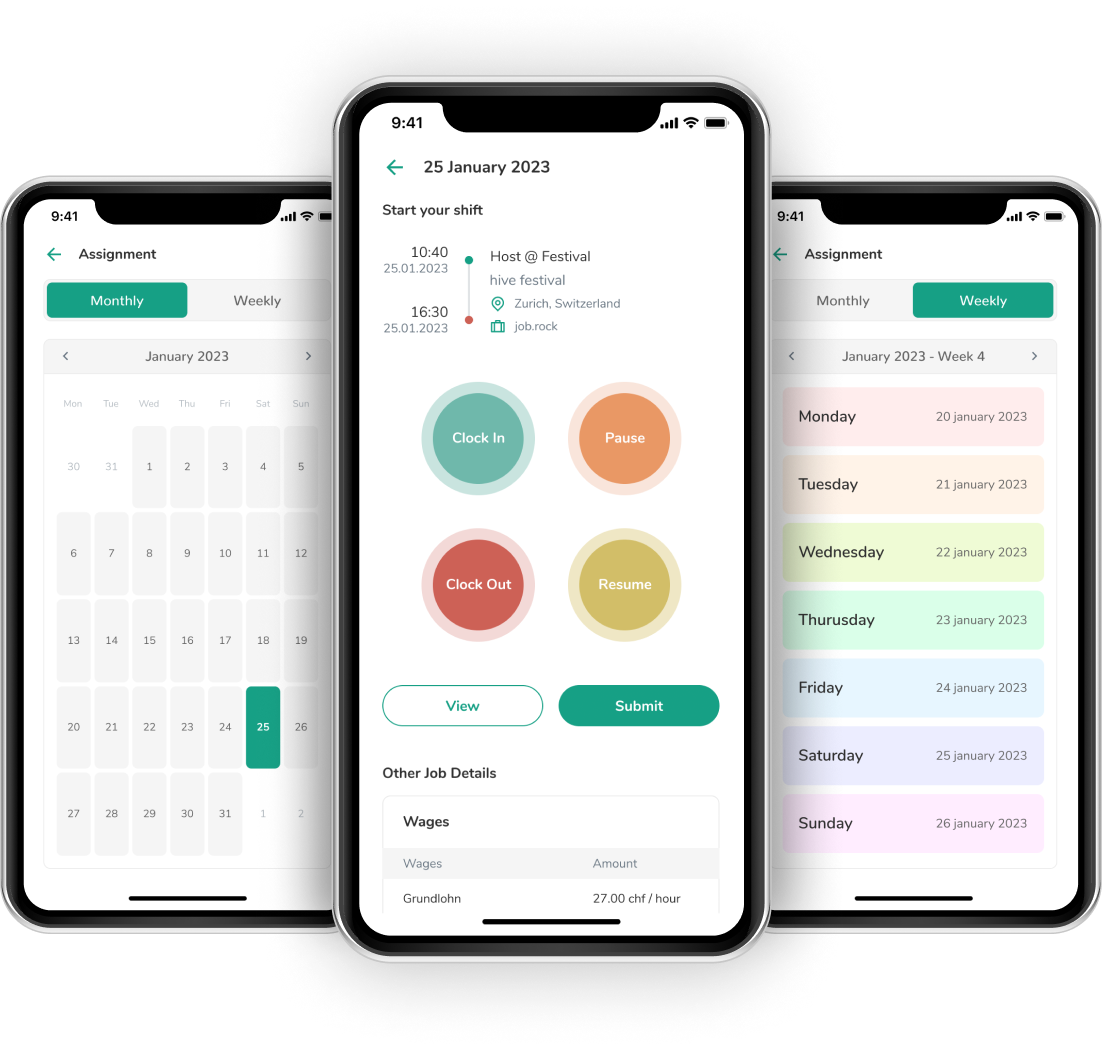 9:41
Assignment
Monthly Weekly
January 2023
Mon Tue Wed Thu Fri Sat Sun
30 31 1 2 3 4 5
6 7 8 9 10 11 12
13 14 15 16 17 18 19
20 21 22 23 24 25 26
27 28 29 30 31 1 2
9:41
25 January 2023
Start your shift
10:40
25.01.2023
16:30
25.01.2023
Host @ Festival
hive festival
Zurich, Switzerland
job.rock
Clock In Pause
Clock Out Resume
View Submit
Other Job Details
Wages
Wages Amount
Grundlohn 27.00 chf / hour
9:41
Assignment
Monthly Weekly
January 2023 - Week 4
Monday 20 january 2023
Tuesday 21 january 2023
Wednesday 22 january 2023
Thurusday 23 january 2023
Friday 24 january 2023
Saturday 25 january 2023
Sunday 26 january 2023